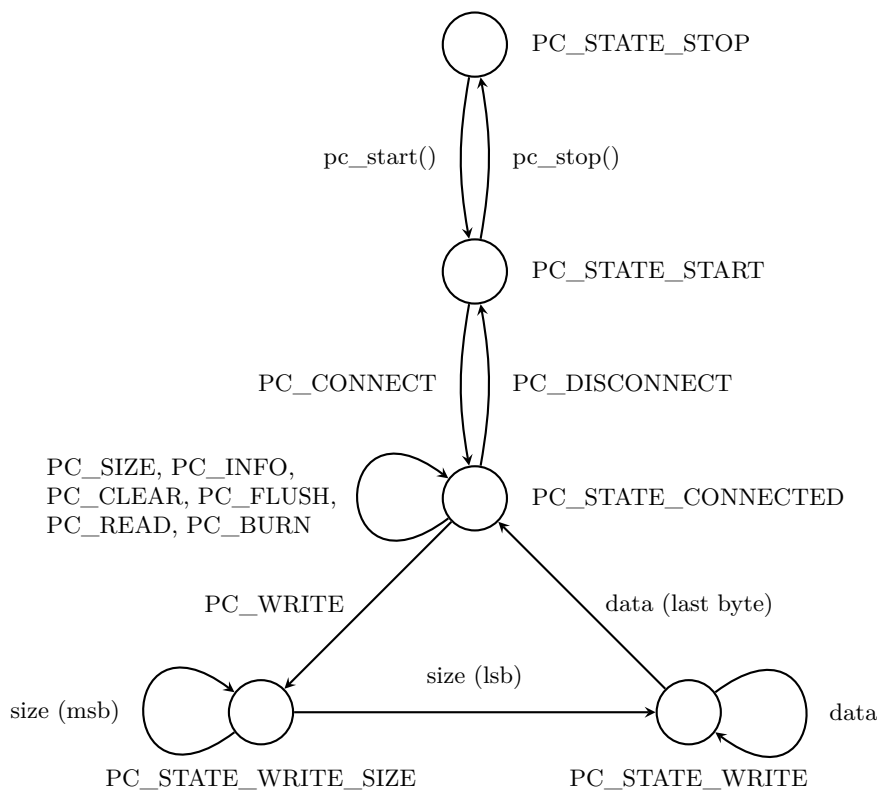 PC_STATE_STOP
pc_start()
pc_stop()
PC_STATE_START
PC_CONNECT
PC_DISCONNECT
PC_SIZE, PC_INFO,
PC_CLEAR, PC_FLUSH,
PC_READ, PC_BURN
PC_STATE_CONNECTED
PC_WRITE
data (last byte)
size (lsb)
size (msb)
data
PC_STATE_WRITE_SIZE
PC_STATE_WRITE